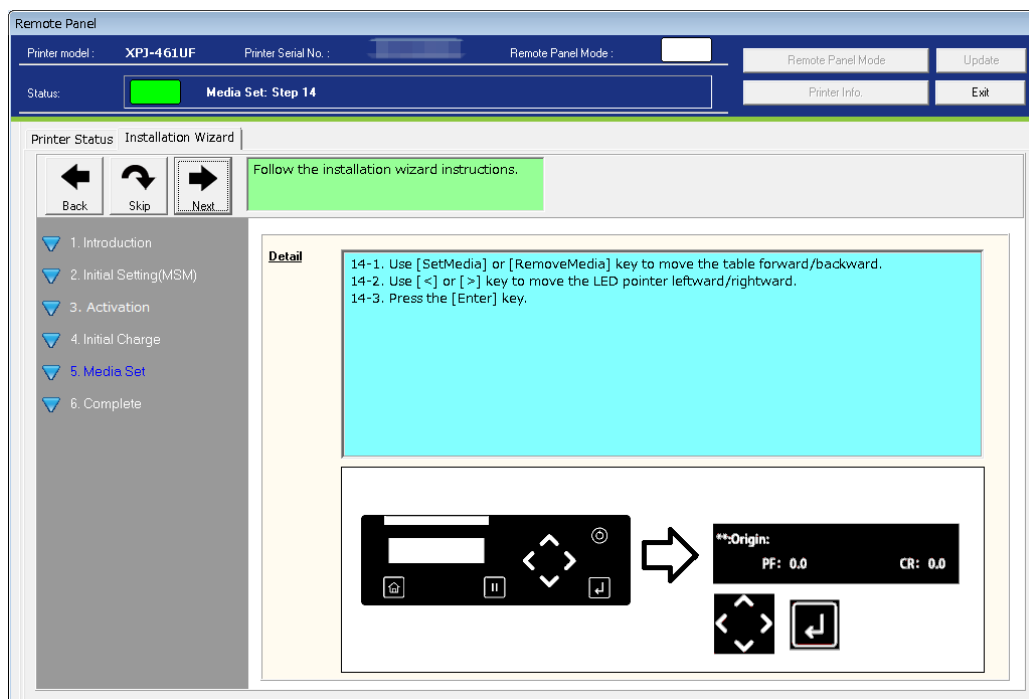 Remote Panel
Printer model : XPJ-461UF Printer Serial No. : Remote Panel Mode :
Remote Panel Mode Update
Status: Media Set: Step 14
Printer Info. Exit
Printer Status Installation Wizard
Back Skip Next
Follow the installation wizard instructions.
1. Introduction
2. Initial Setting(MSM)
3. Activation
4. Initial Charge
5. Media Set
6. Complete
Detail
14-1. Use [SetMedia] or [RemoveMedia] key to move the table forward/backward.
14-2. Use [<] or [>] key to move the LED pointer leftward/rightward.
14-3. Press the [Enter] key.
**:Origin:
PF: 0.0 CR: 0.0